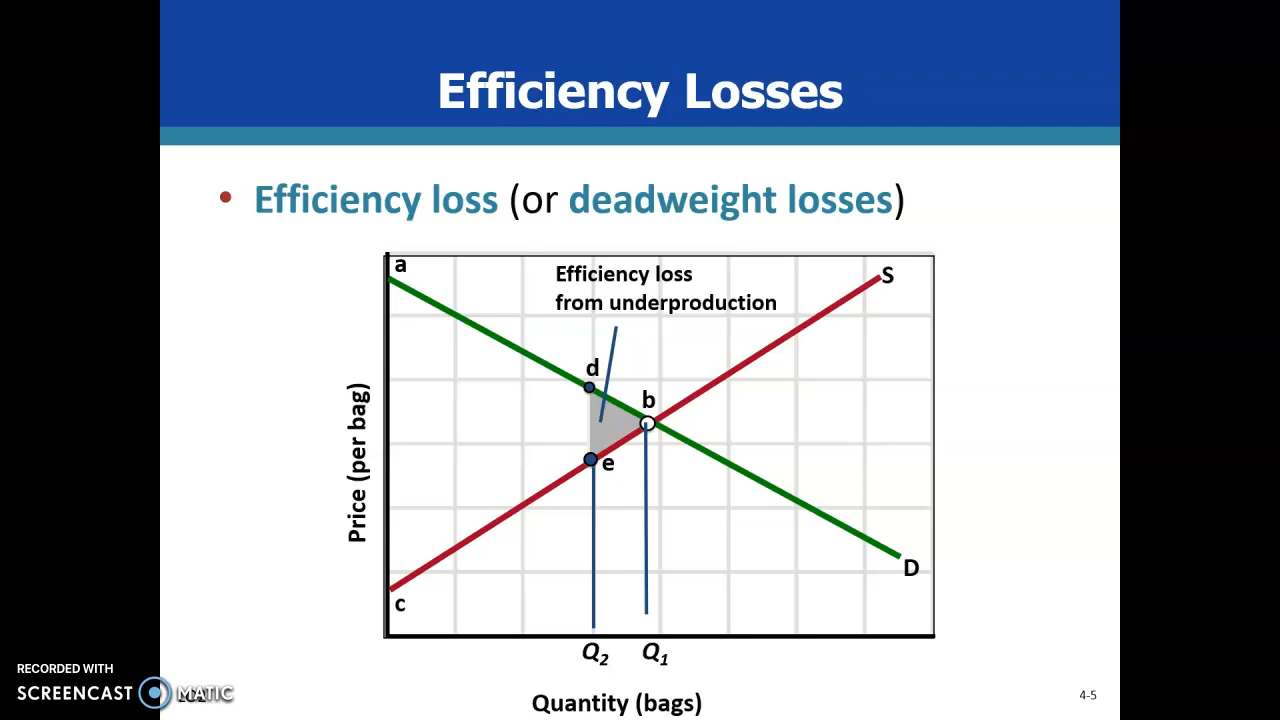 Efficiency Losses
• Efficiency loss (or deadweight losses)
a
Efficiency loss
from underproduction
S
d
b
e
Price (per bag)
D
c
Q2 Q1
Quantity (bags)
RECORDED WITH
SCREENCAST MATIC
4-5